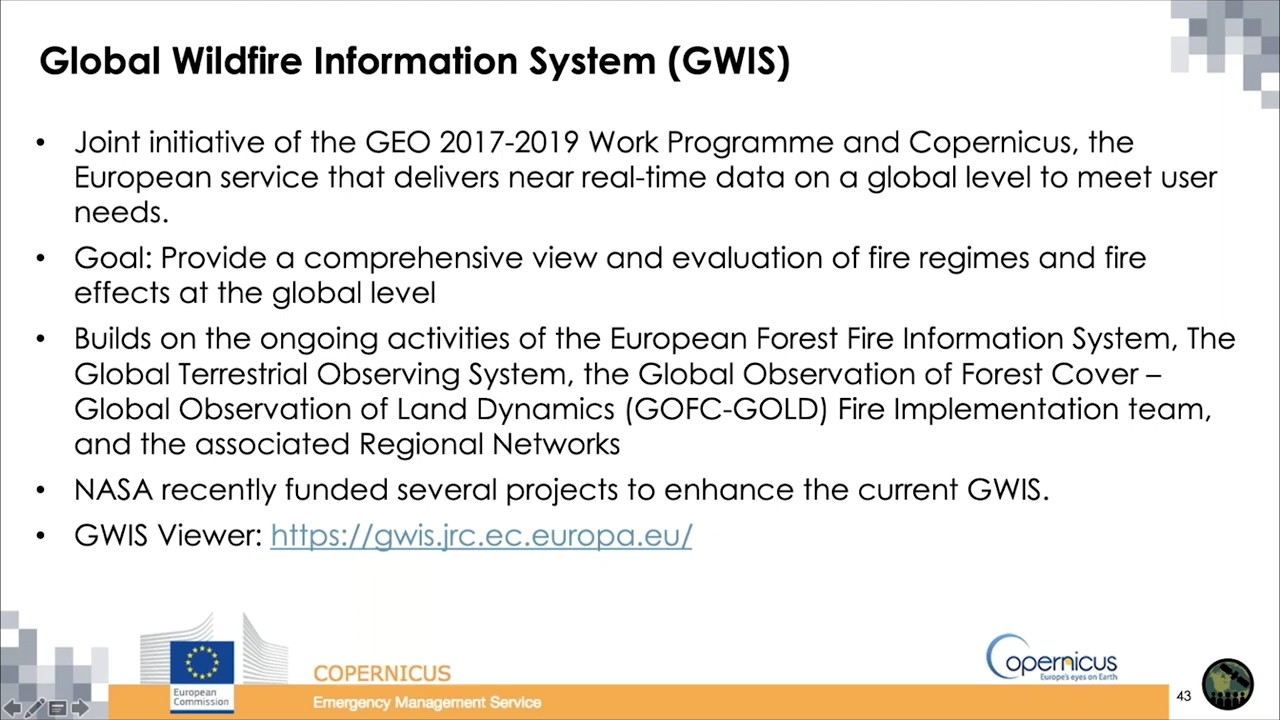 Global Wildfire Information System (GWIS)
• Joint initiative of the GEO 2017-2019 Work Programme and Copernicus, the
European service that delivers near real-time data on a global level to meet user
needs.
• Goal: Provide a comprehensive view and evaluation of fire regimes and fire
effects at the global level
• Builds on the ongoing activities of the European Forest Fire Information System, The
Global Terrestrial Observing System, the Global Observation of Forest Cover –
Global Observation of Land Dynamics (GOFC-GOLD) Fire Implementation team,
and the associated Regional Networks
• NASA recently funded several projects to enhance the current GWIS.
• GWIS Viewer: https://gwis.jrc.ec.europa.eu/
European
Commission
COPERNICUS
Emergency Management Service
Copernicus
Europe's eyes on Earth
43